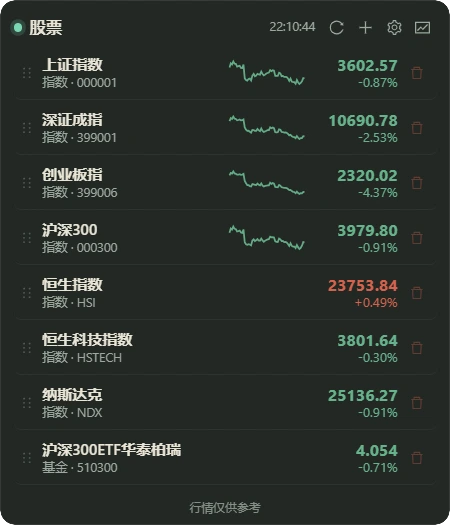 股票 22:10:44
上证指数 3602.57
指数 · 000001 -0.87%
深证成指 10690.78
指数 · 399001 -2.53%
创业板指 2320.02
指数 · 399006 -4.37%
沪深300 3979.80
指数 · 000300 -0.91%
恒生指数 23753.84
指数 · HSI +0.49%
恒生科技指数 3801.64
指数 · HSTECH -0.30%
纳斯达克 25136.27
指数 · NDX -0.91%
沪深300ETF华泰柏瑞 4.054
基金 · 510300 -0.71%
行情仅供参考